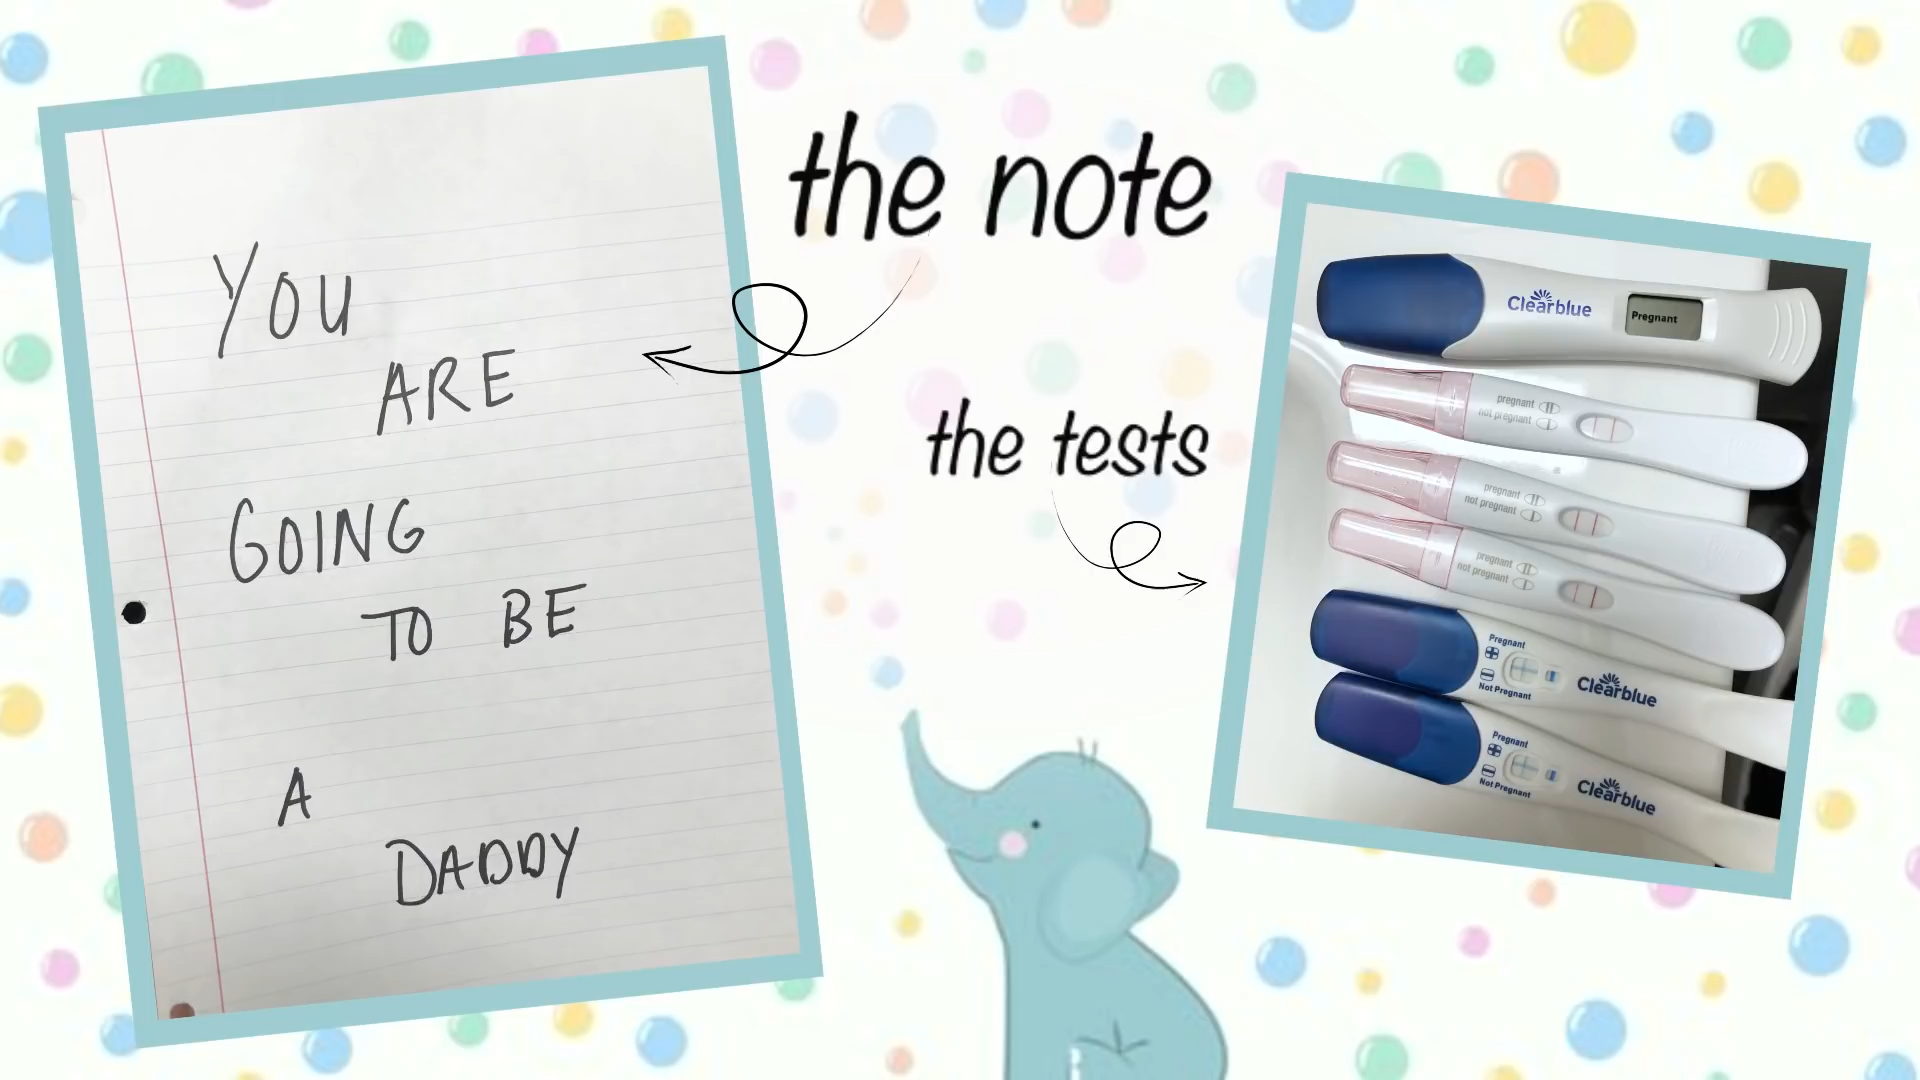 YOU
ARE
GOING
TO BE
A
DADDY
the note
the tests
Clearblue
Pregnant
pregnant
not pregnant
pregnant
not pregnant
pregnant
not pregnant
Pregnant
Not Pregnant
Clearblue
Pregnant
Not Pregnant
Clearblue